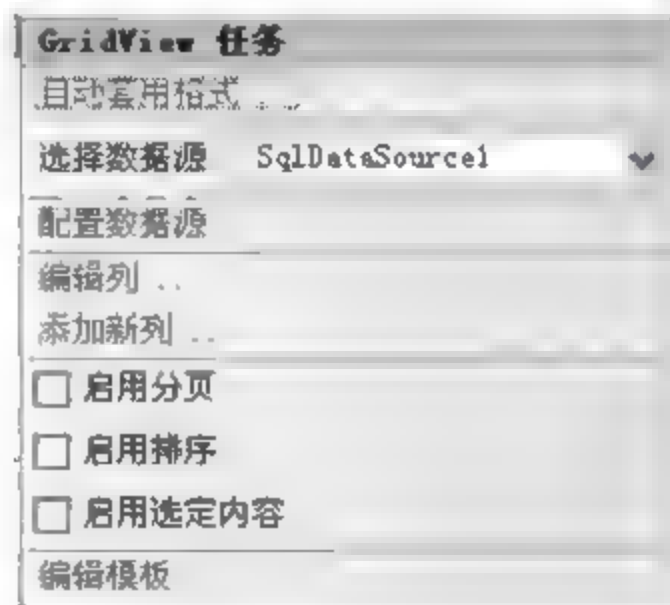 GridView 任务
自动套用格式...
选择数据源 SqlDataSource1
配置数据源
编辑列 ..
添加新列 ..
启用分页
启用排序
启用选定内容
编辑模板